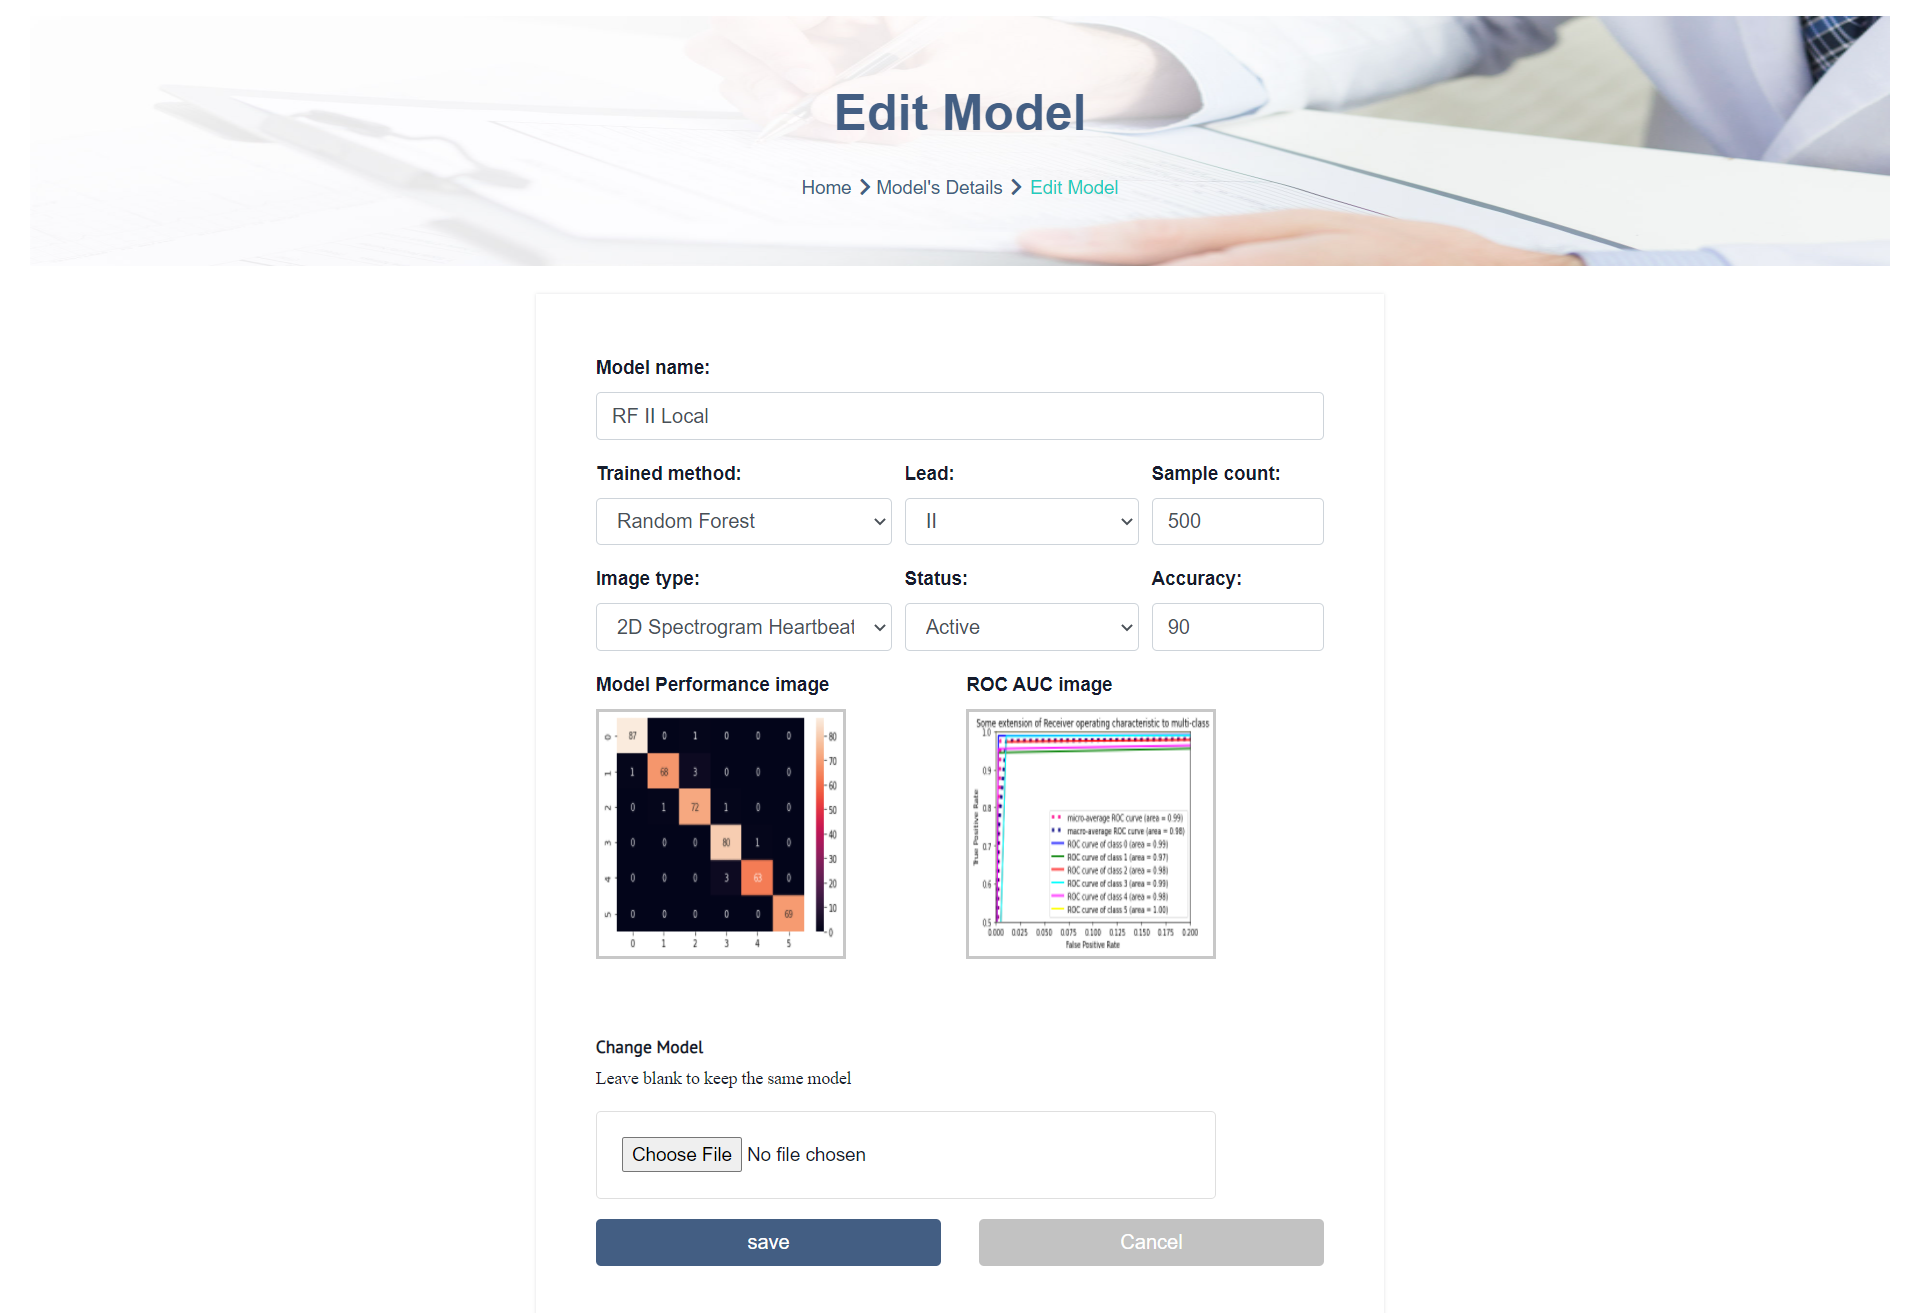 Edit Model
Home Model's Details Edit Model
Model name:
RF II Local
Trained method: Lead: Sample count:
Random Forest II 500
Image type: Status: Accuracy:
2D Spectrogram Heartbeat Active 90
Model Performance image ROC AUC image
0 87 0 1 0 0 0
1 1 68 3 0 0 0
2 0 1 72 1 0 0
3 0 0 0 80 1 0
4 0 0 0 3 63 0
5 0 0 0 0 0 69
0 1 2 3 4 5
80
70
60
50
40
30
20
10
0
Some extension of Receiver operating characteristic to multi-class
1.0
0.9
0.8
0.7
0.6
0.5
True Positive Rate
micro-average ROC curve (area = 0.99)
macro-average ROC curve (area = 0.98)
ROC curve of class 0 (area = 0.99)
ROC curve of class 1 (area = 0.97)
ROC curve of class 2 (area = 0.98)
ROC curve of class 3 (area = 0.99)
ROC curve of class 4 (area = 0.98)
ROC curve of class 5 (area = 1.00)
0.000 0.025 0.050 0.075 0.100 0.125 0.150 0.175 0.200
False Positive Rate
Change Model
Leave blank to keep the same model
Choose File No file chosen
save Cancel